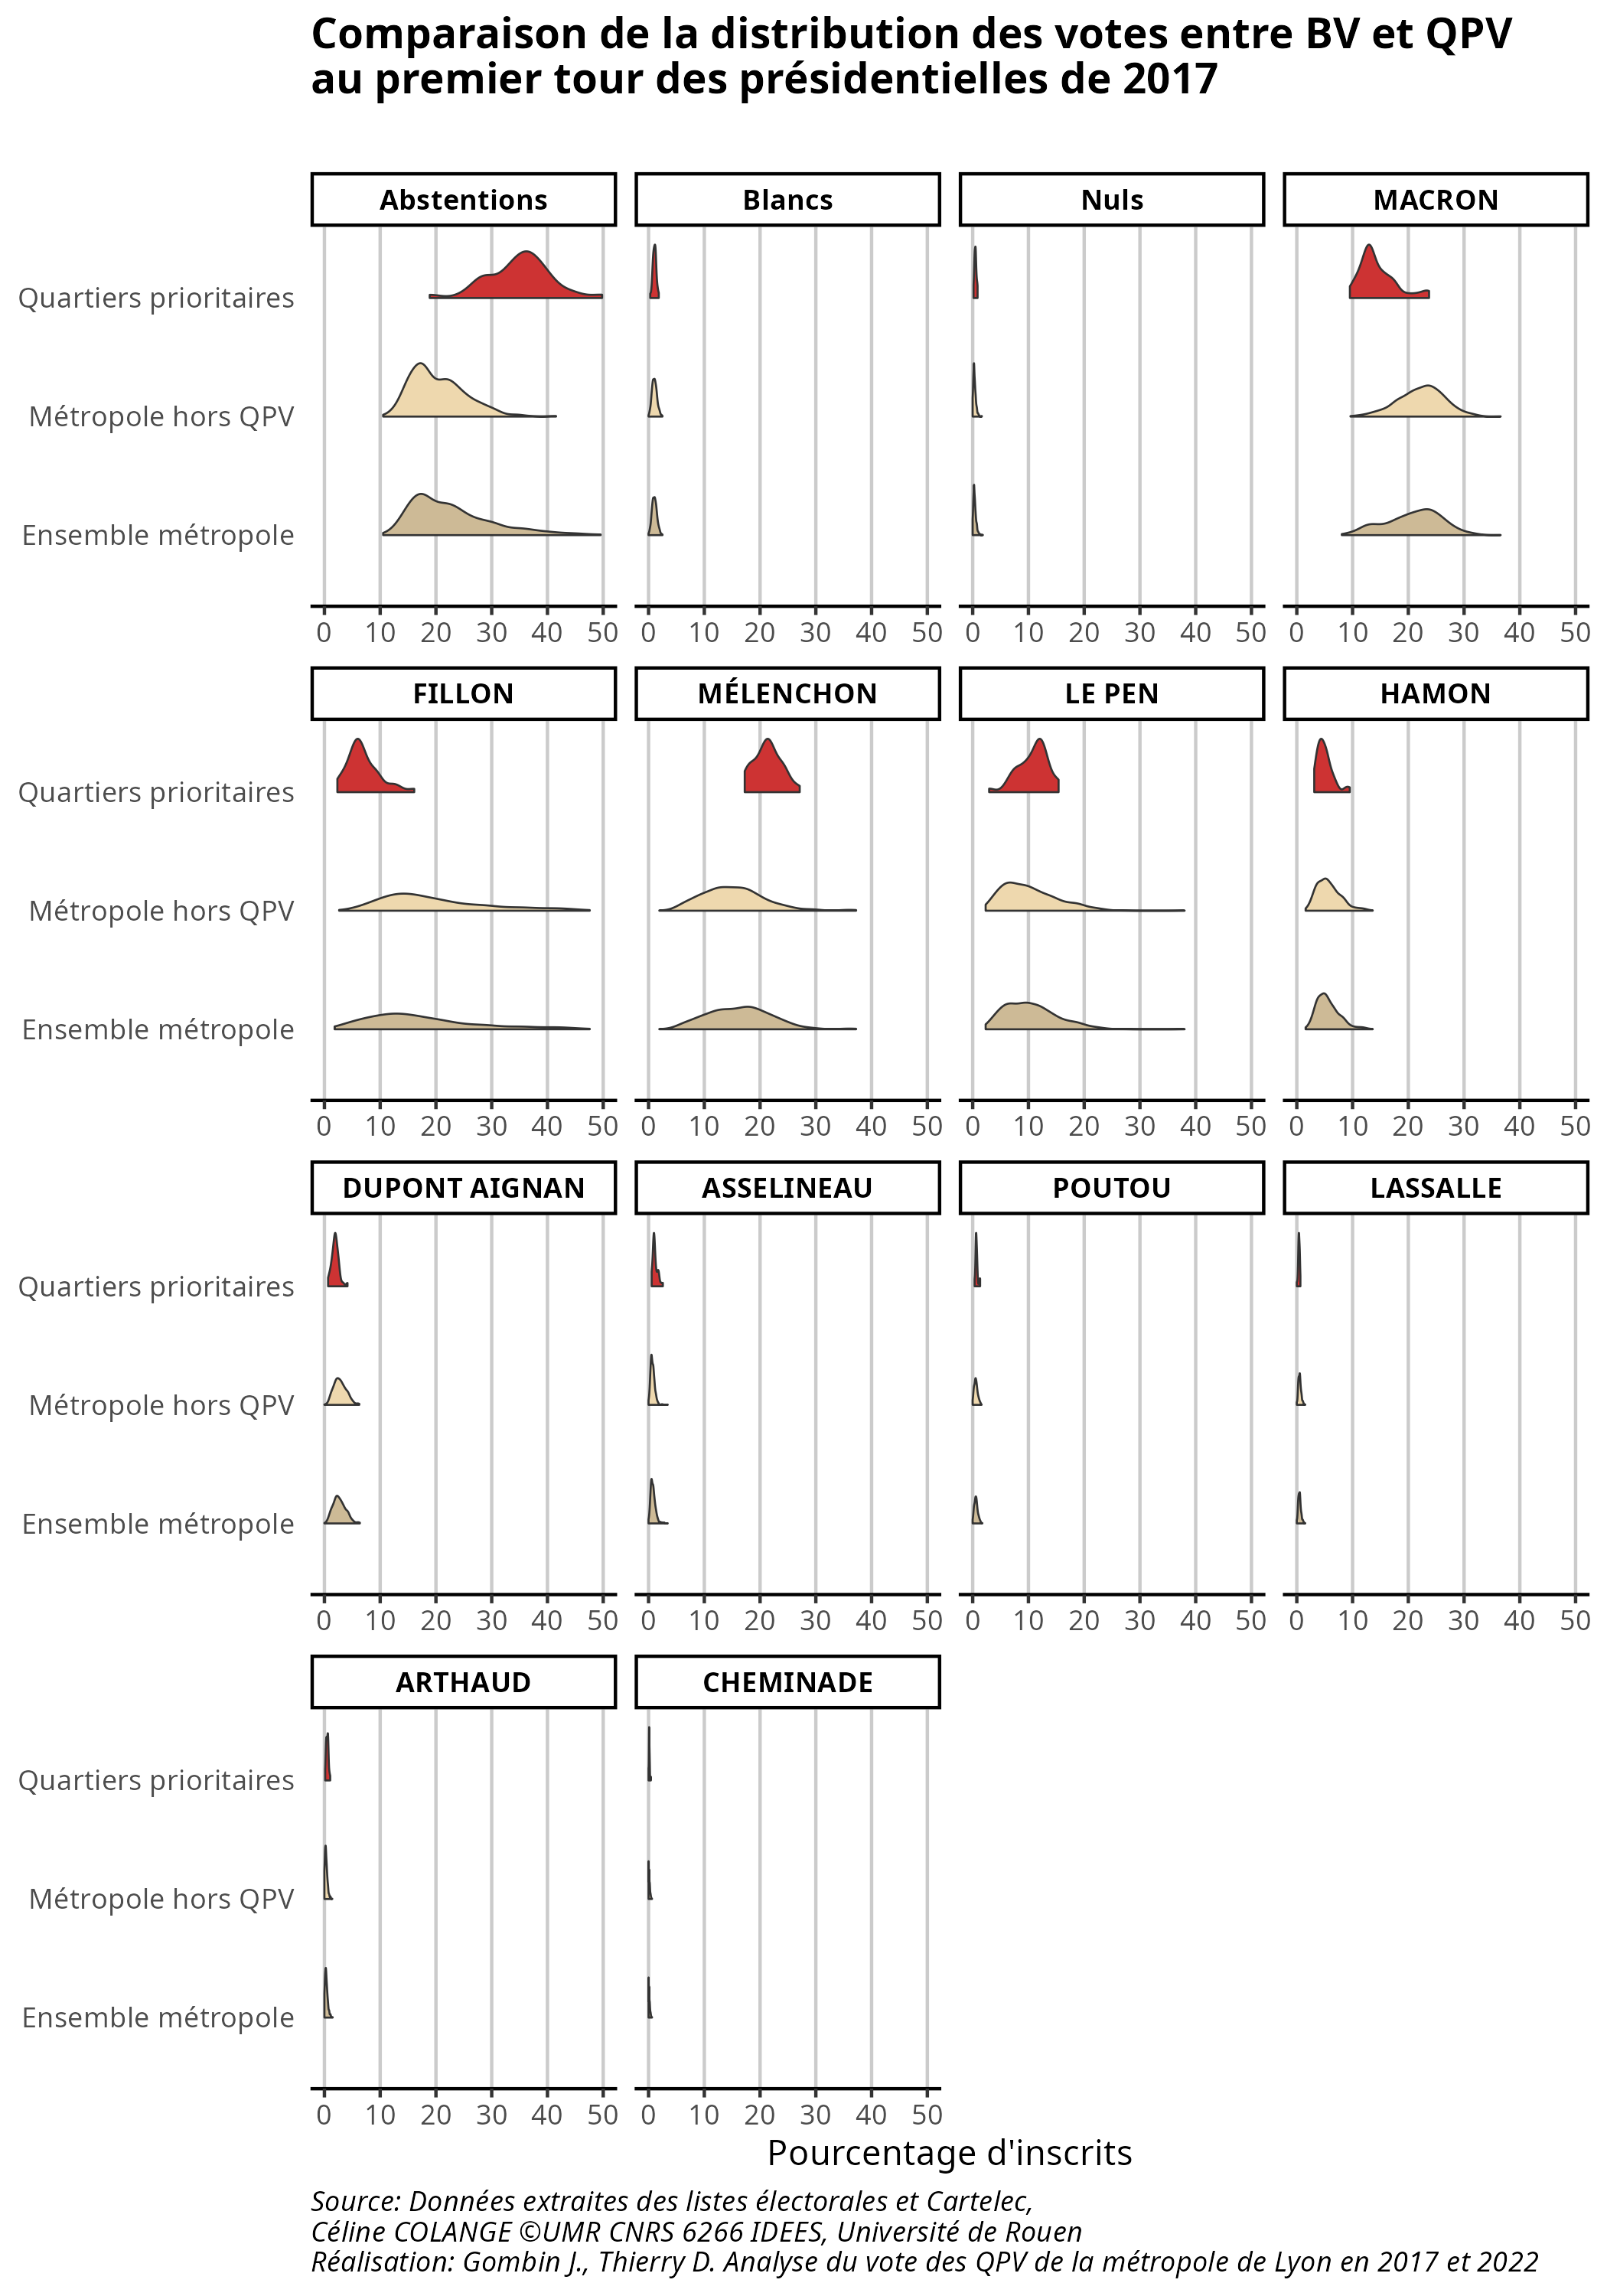 Comparaison de la distribution des votes entre BV et QPV
au premier tour des présidentielles de 2017
Abstentions Blancs Nuls MACRON
Quartiers prioritaires
Métropole hors QPV
Ensemble métropole
0 10 20 30 40 50 0 10 20 30 40 50 0 10 20 30 40 50 0 10 20 30 40 50
FILLON MÉLENCHON LE PEN HAMON
Quartiers prioritaires
Métropole hors QPV
Ensemble métropole
0 10 20 30 40 50 0 10 20 30 40 50 0 10 20 30 40 50 0 10 20 30 40 50
DUPONT AIGNAN ASSELINEAU POUTOU LASSALLE
Quartiers prioritaires
Métropole hors QPV
Ensemble métropole
0 10 20 30 40 50 0 10 20 30 40 50 0 10 20 30 40 50 0 10 20 30 40 50
ARTHAUD CHEMINADE
Quartiers prioritaires
Métropole hors QPV
Ensemble métropole
0 10 20 30 40 50 0 10 20 30 40 50
Pourcentage d'inscrits
Source: Données extraites des listes électorales et Cartelec,
Céline COLANGE ©UMR CNRS 6266 IDEES, Université de Rouen
Réalisation: Gombin J., Thierry D. Analyse du vote des QPV de la métropole de Lyon en 2017 et 2022